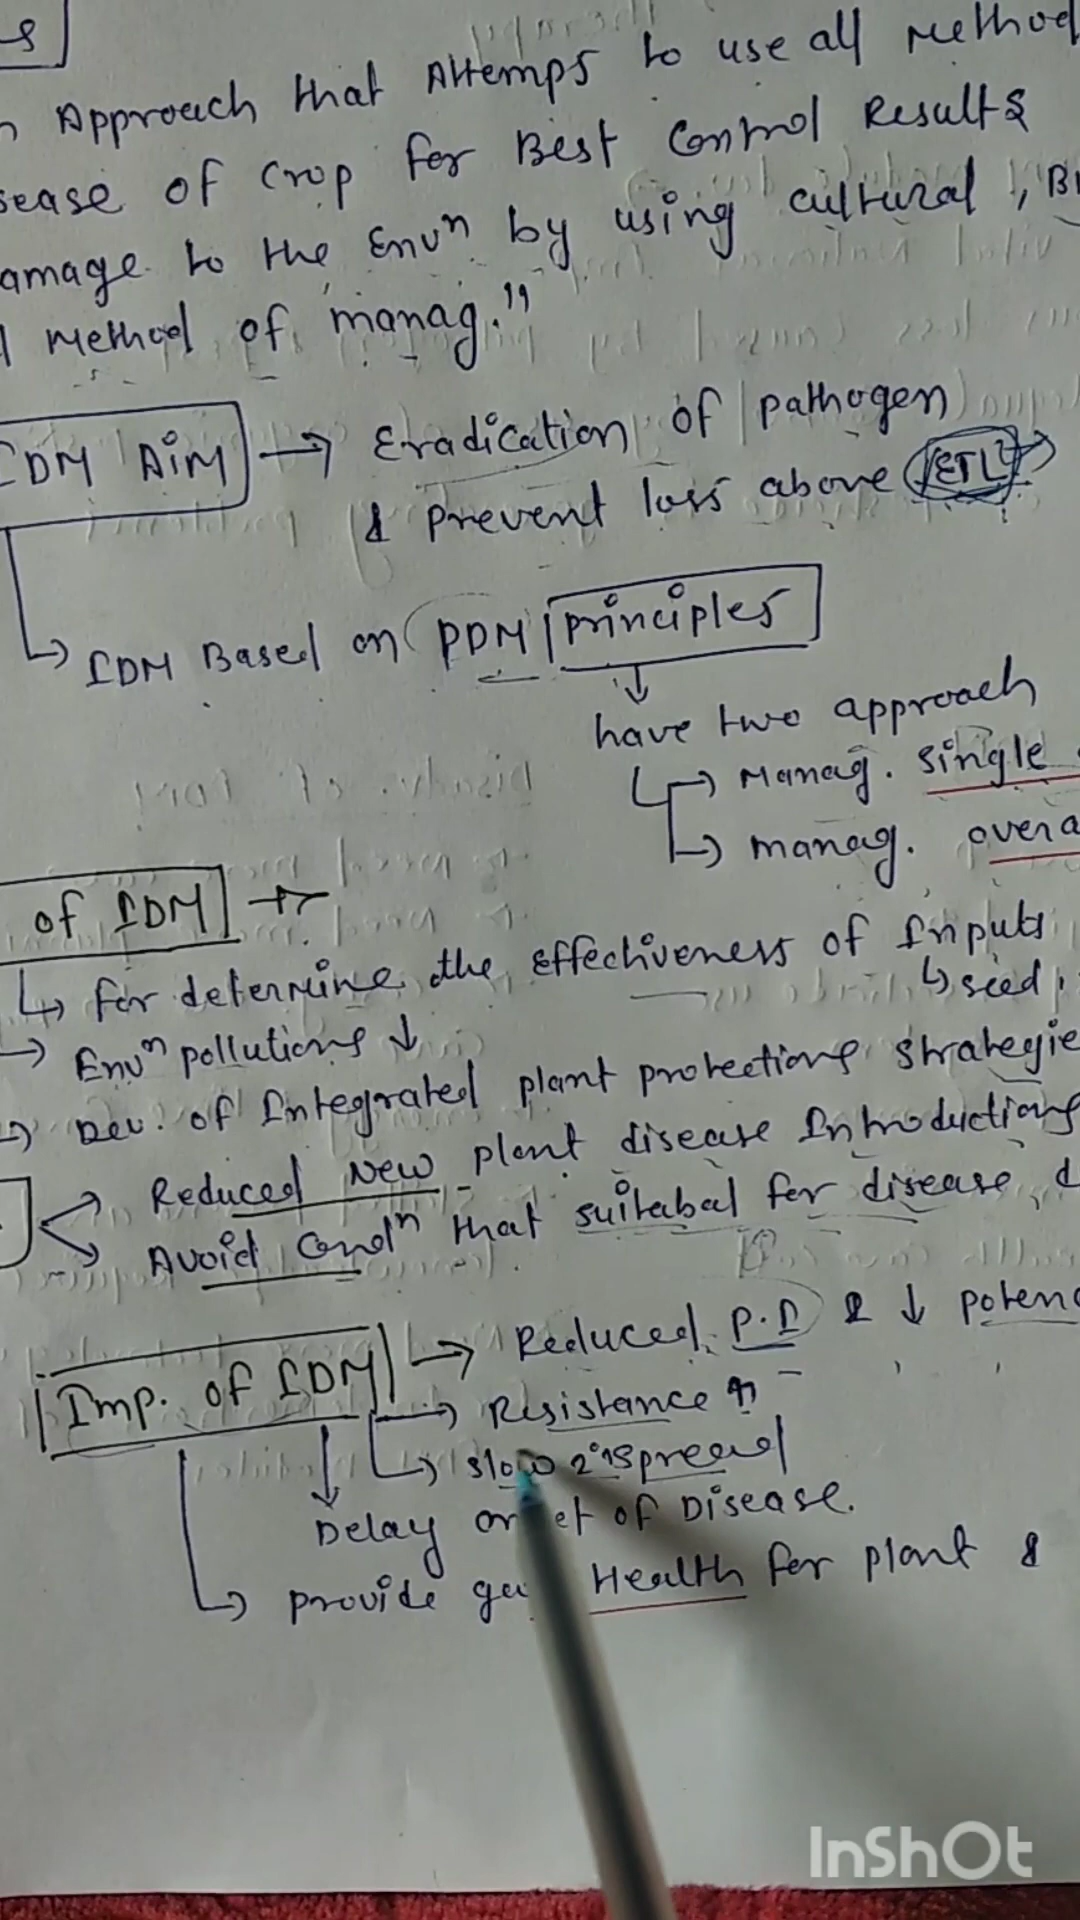 Approach that Attemps to use all method
sease of crop for Best control Results
amage to the Envⁿ by using cultural, Bi
method of manag."
IDM AiM → Eradication of pathogen
& prevent loss above ETL →
↳ IDM Based on PDM principles
↓
have two approach
↳ Manag. single
↳ manag. overa
of IDM →
↳ for determine the effectiveness of Inputs
↳ seed,
→ Envⁿ pollutions ↓
→ Dev. of Integrated plant protections strategie
→ Reduced New plant disease Introductions
→ Avoid Condⁿ that suitabal for disease d
Imp. of IDM → Reduced P.I & ↓ poten
→ Resistance ↑
→ slow 2° spread
↓ Delay onset of Disease.
↳ provide Health for plant &
InShOt